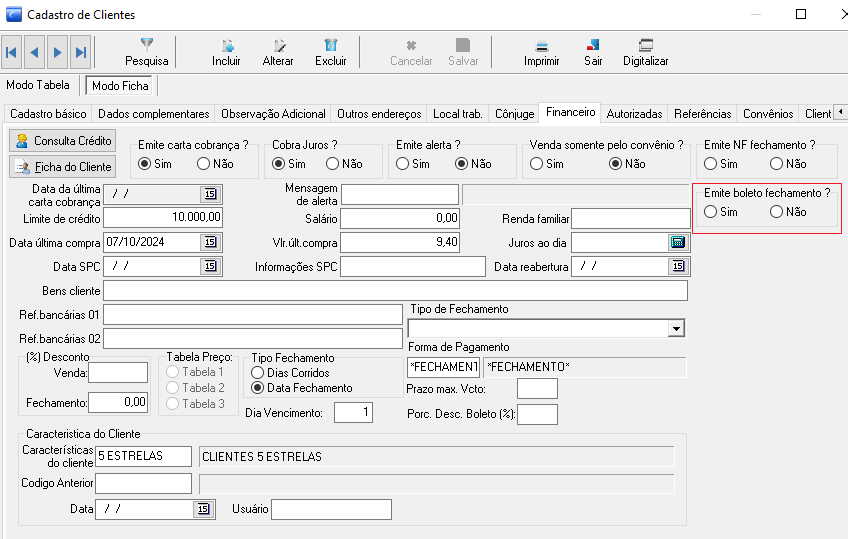 Cadastro de Clientes
Pesquisa Incluir Alterar Excluir Cancelar Salvar Imprimir Sair Digitalizar
Modo Tabela Modo Ficha
Cadastro básico Dados complementares Observação Adicional Outros endereços Local trab. Cônjuge Financeiro Autorizadas Referências Convênios Client
Consulta Crédito
Ficha do Cliente
Emite carta cobrança ? Cobra Juros ? Emite alerta ? Venda somente pelo convênio ? Emite NF fechamento ?
Sim Não Sim Não Sim Não Sim Não Sim Não
Emite boleto fechamento ?
Sim Não
Data da última carta cobrança / / 15 Mensagem de alerta
Limite de crédito 10.000,00 Salário 0,00 Renda familiar
Data última compra 07/10/2024 15 Vlr.últ.compra 9,40 Juros ao dia
Data SPC / / 15 Informações SPC Data reabertura / / 15
Bens cliente
Ref.bancárias 01
Ref.bancárias 02
Tipo de Fechamento
Forma de Pagamento
*FECHAMENT *FECHAMENTO*
Prazo max. Vcto:
Porc. Desc. Boleto (%):
(%) Desconto
Venda:
Fechamento: 0,00
Tabela Preço:
Tabela 1
Tabela 2
Tabela 3
Tipo Fechamento
Dias Corridos
Data Fechamento
Dia Vencimento: 1
Caracteristica do Cliente
Características do cliente 5 ESTRELAS CLIENTES 5 ESTRELAS
Codigo Anterior
Data / / 15 Usuário